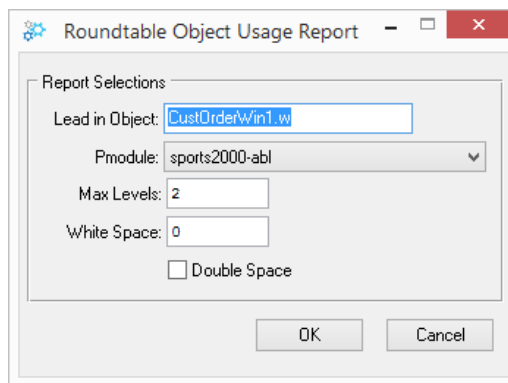 Roundtable Object Usage Report
Report Selections
Lead in Object: CustOrderWin1.w
Pmodule: sports2000-abl
Max Levels: 2
White Space: 0
Double Space
OK Cancel